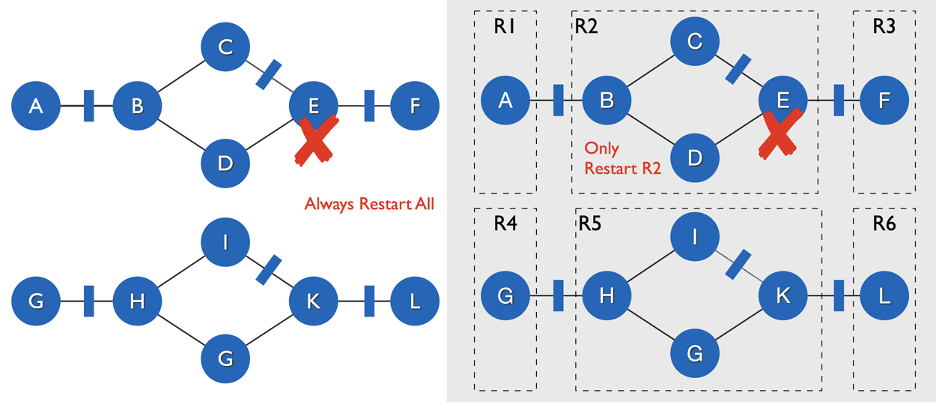 C
A
B
E
F
D
Always Restart All
I
G
H
K
L
G
R1
R2
R3
C
A
B
E
F
Only
Restart R2
D
R4
R5
R6
I
G
H
K
L
G